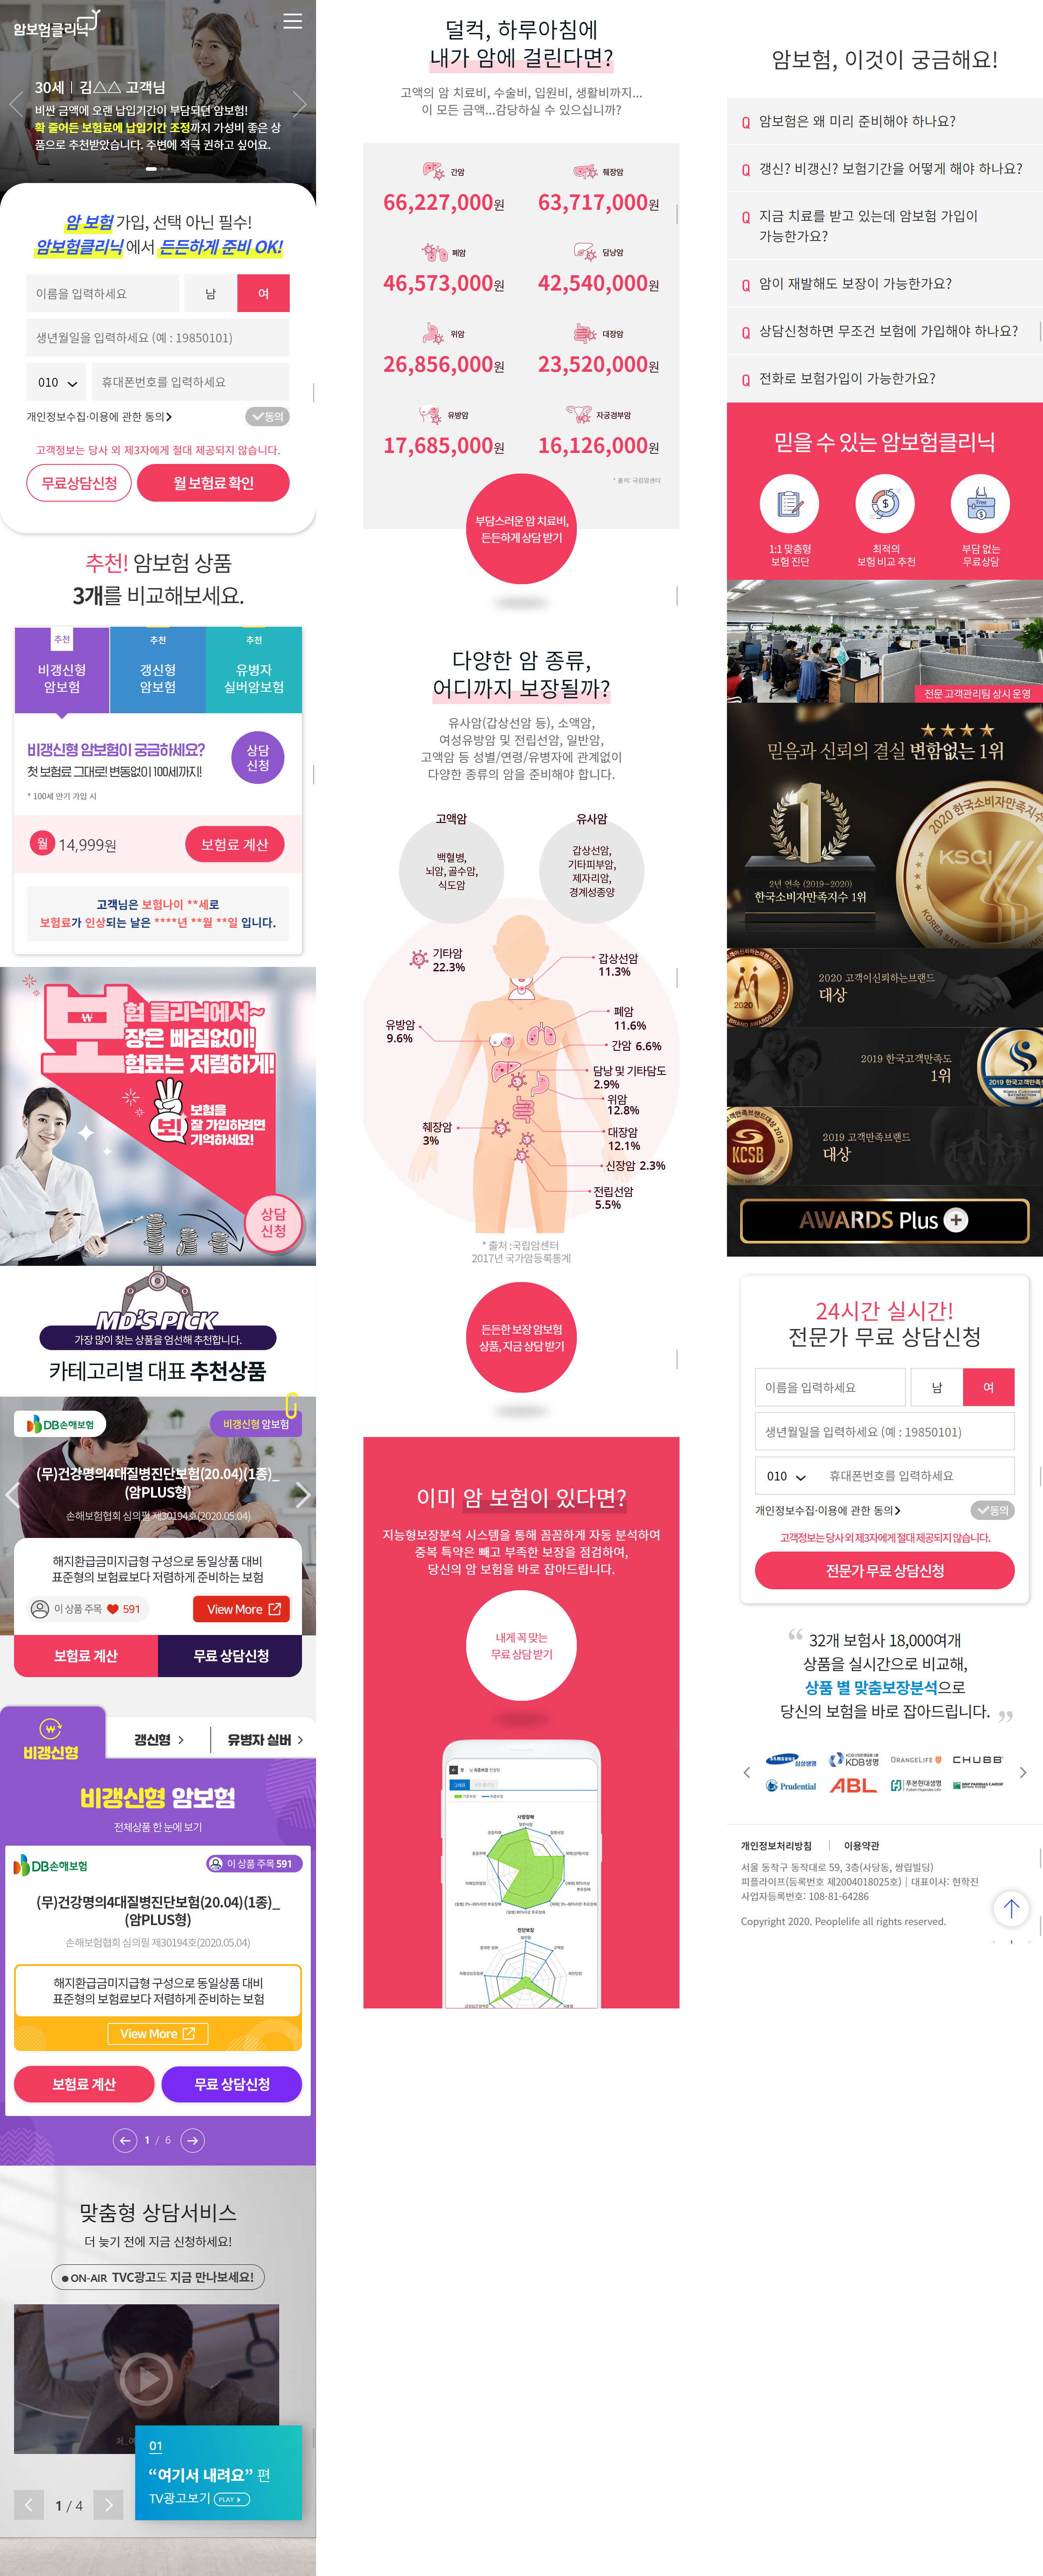 암보험클리닉
30세 | 김△△ 고객님
비싼 금액에 오랜 납입기간이 부담되던 암보험!
확 줄어든 보험료에 납입기간 조정까지 가성비 좋은 상
품으로 추천받았습니다. 주변에 적극 권하고 싶어요.
암 보험 가입, 선택 아닌 필수!
암보험클리닉에서 든든하게 준비 OK!
이름을 입력하세요
남
여
생년월일을 입력하세요 (예 : 19850101)
010
휴대폰번호를 입력하세요
개인정보수집·이용에 관한 동의
동의
고객정보는 당사 외 제3자에게 절대 제공되지 않습니다.
무료상담신청
월 보험료 확인
추천! 암보험 상품
3개를 비교해보세요.
추천
비갱신형
암보험
추천
갱신형
암보험
추천
유병자
실버암보험
비갱신형 암보험이 궁금하세요?
첫 보험료 그대로! 변동없이 100세까지!
* 100세 만기 가입 시
상담
신청
월 14,999원
보험료 계산
고객님은 보험나이 **세로
보험료가 인상되는 날은 ****년 **월 **일 입니다.
보
험 클리닉에서~
장은 빠짐없이!
험료는 저렴하게!
보!
보험을
잘 가입하려면
기억하세요!
상담
신청
MD'S PICK
가장 많이 찾는 상품을 엄선해 추천합니다.
카테고리별 대표 추천상품
DB손해보험
비갱신형 암보험
(무)건강명의4대질병진단보험(20.04)(1종)_
(암PLUS형)
손해보험협회 심의필 제30194호(2020.05.04)
해지환급금미지급형 구성으로 동일상품 대비
표준형의 보험료보다 저렴하게 준비하는 보험
이 상품 주목 591
View More
보험료 계산
무료 상담신청
비갱신형
갱신형
유병자 실버
비갱신형 암보험
전체상품 한 눈에 보기
DB손해보험
이 상품 주목 591
(무)건강명의4대질병진단보험(20.04)(1종)_
(암PLUS형)
손해보험협회 심의필 제30194호(2020.05.04)
해지환급금미지급형 구성으로 동일상품 대비
표준형의 보험료보다 저렴하게 준비하는 보험
View More
보험료 계산
무료 상담신청
1 / 6
맞춤형 상담서비스
더 늦기 전에 지금 신청하세요!
ON-AIR TVC광고도 지금 만나보세요!
01
“여기서 내려요” 편
TV광고보기 PLAY
1 / 4
덜컥, 하루아침에
내가 암에 걸린다면?
고액의 암 치료비, 수술비, 입원비, 생활비까지...
이 모든 금액...감당하실 수 있으십니까?
간암
66,227,000원
췌장암
63,717,000원
폐암
46,573,000원
담낭암
42,540,000원
위암
26,856,000원
대장암
23,520,000원
유방암
17,685,000원
자궁경부암
16,126,000원
* 출처: 국립암센터
부담스러운 암 치료비,
든든하게 상담 받기
다양한 암 종류,
어디까지 보장될까?
유사암(갑상선암 등), 소액암,
여성유방암 및 전립선암, 일반암,
고액암 등 성별/연령/유병자에 관계없이
다양한 종류의 암을 준비해야 합니다.
고액암
백혈병,
뇌암, 골수암,
식도암
유사암
갑상선암,
기타피부암,
제자리암,
경계성종양
기타암
22.3%
갑상선암
11.3%
폐암
11.6%
유방암
9.6%
간암 6.6%
담낭 및 기타담도
2.9%
위암
12.8%
췌장암
3%
대장암
12.1%
신장암 2.3%
전립선암
5.5%
* 출처 :국립암센터
2017년 국가암등록통계
든든한 보장 암보험
상품, 지금 상담 받기
이미 암 보험이 있다면?
지능형보장분석 시스템을 통해 꼼꼼하게 자동 분석하여
중복 특약은 빼고 부족한 보장을 점검하여,
당신의 암 보험을 바로 잡아드립니다.
내게 꼭 맞는
무료 상담 받기
사망장해
진단보장
암보험, 이것이 궁금해요!
Q 암보험은 왜 미리 준비해야 하나요?
Q 갱신? 비갱신? 보험기간을 어떻게 해야 하나요?
Q 지금 치료를 받고 있는데 암보험 가입이
가능한가요?
Q 암이 재발해도 보장이 가능한가요?
Q 상담신청하면 무조건 보험에 가입해야 하나요?
Q 전화로 보험가입이 가능한가요?
믿을 수 있는 암보험클리닉
1:1 맞춤형
보험 진단
최적의
보험 비교 추천
Free
부담 없는
무료상담
전문 고객관리팀 상시 운영
믿음과 신뢰의 결실 변함없는 1위
1
2년 연속 (2019-2020)
한국소비자만족지수 1위
2020 한국소비자만족지수
KSCI
2020 고객이신뢰하는브랜드
대상
2020
2019 한국고객만족도
1위
2019 한국고객만족도
2019 고객만족브랜드
대상
KCSB
AWARDS Plus +
24시간 실시간!
전문가 무료 상담신청
이름을 입력하세요
남
여
생년월일을 입력하세요 (예 : 19850101)
010
휴대폰번호를 입력하세요
개인정보수집·이용에 관한 동의
동의
고객정보는 당사 외 제3자에게 절대 제공되지 않습니다.
전문가 무료 상담신청
“ 32개 보험사 18,000여개
상품을 실시간으로 비교해,
상품 별 맞춤보장분석으로
당신의 보험을 바로 잡아드립니다. ”
SAMSUNG 삼성생명
KDB생명
ORANGELIFE
CHUBB
Prudential
ABL
푸본현대생명
BNP PARIBAS CARDIF
개인정보처리방침 | 이용약관
서울 동작구 동작대로 59, 3층(사당동, 쌍립빌딩)
피플라이프(등록번호 제2004018025호) | 대표이사: 현학진
사업자등록번호: 108-81-64286
Copyright 2020. Peoplelife all rights reserved.